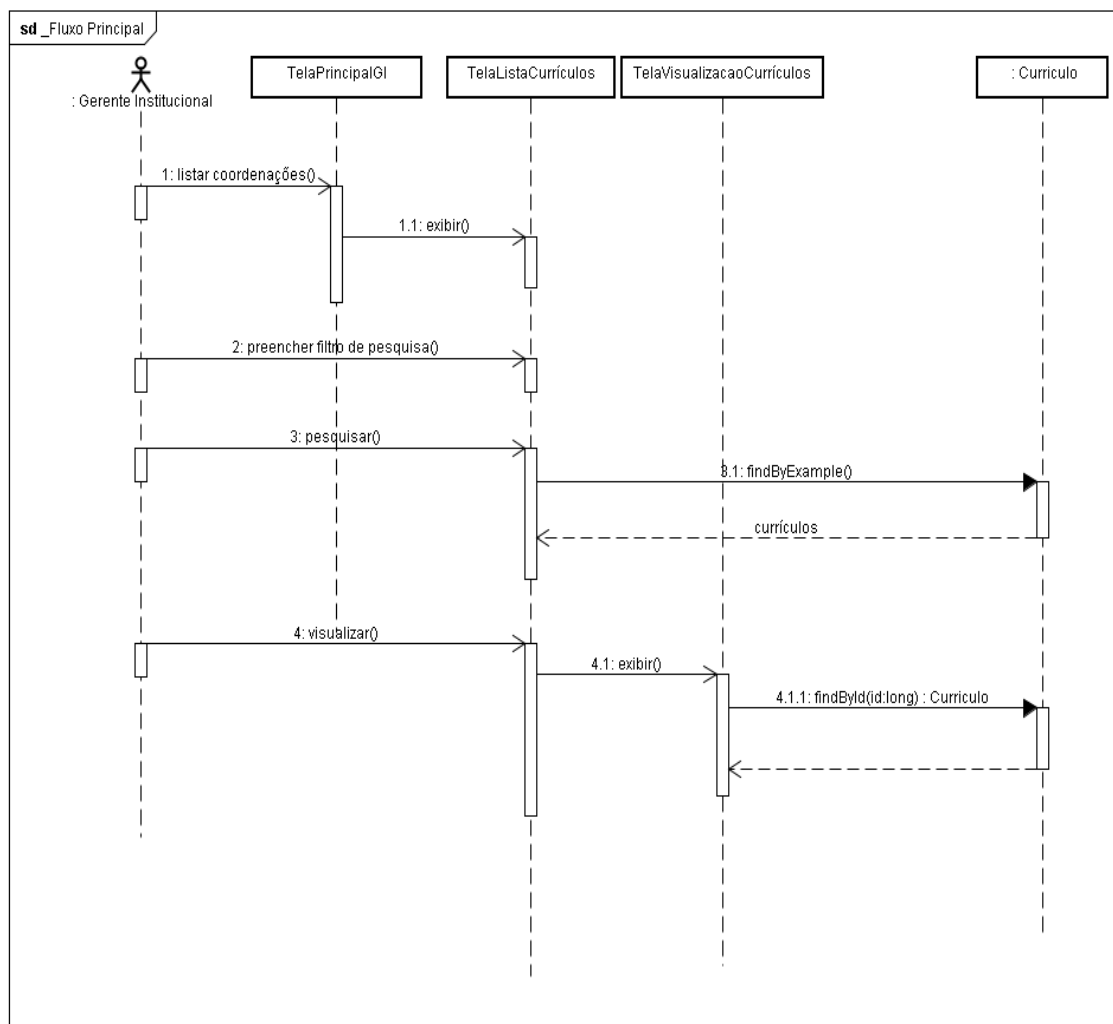 sd _Fluxo Principal
: Gerente Institucional
TelaPrincipalGI
TelaListaCurrículos
TelaVisualizacaoCurrículos
: Curriculo
1: listar coordenações()
1.1: exibir()
2: preencher filtro de pesquisa()
3: pesquisar()
3.1: findByExample()
currículos
4: visualizar()
4.1: exibir()
4.1.1: findById(id:long) : Curriculo